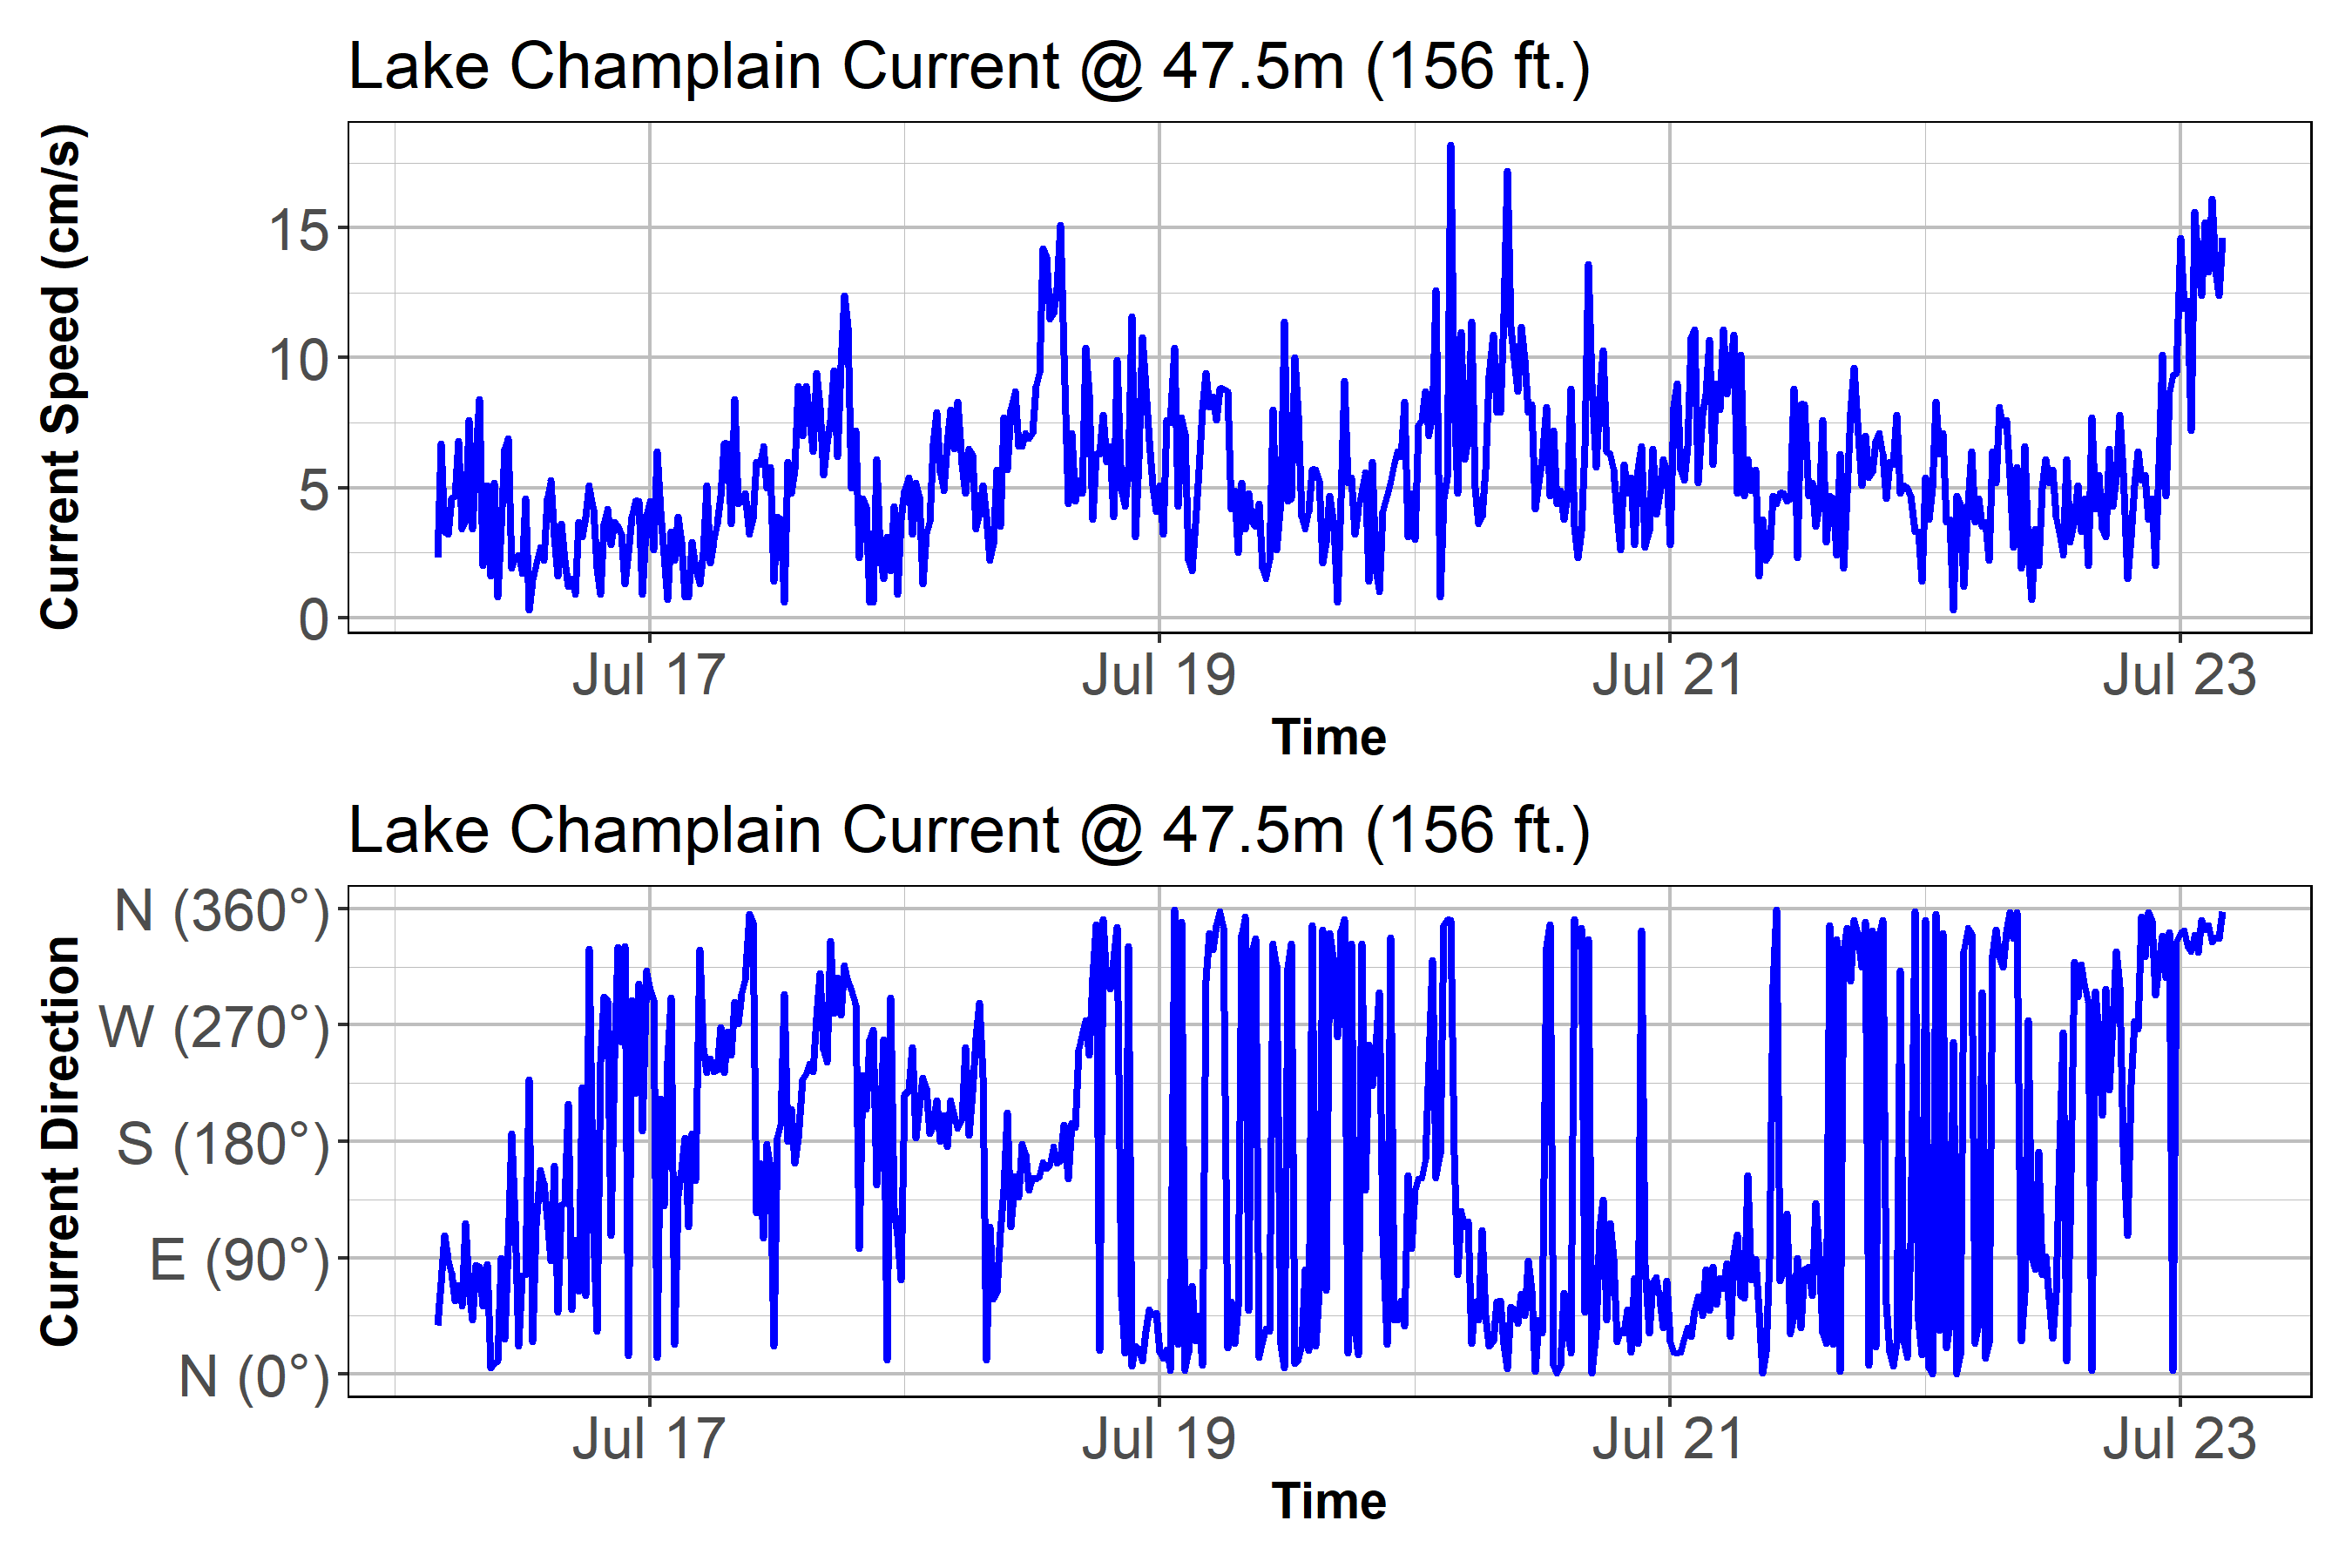 Lake Champlain Current @ 47.5m (156 ft.)
Current Speed (cm/s)
15
10
5
0
Jul 17 Jul 19 Jul 21 Jul 23
Time
Lake Champlain Current @ 47.5m (156 ft.)
Current Direction
N (360°)
W (270°)
S (180°)
E (90°)
N (0°)
Jul 17 Jul 19 Jul 21 Jul 23
Time